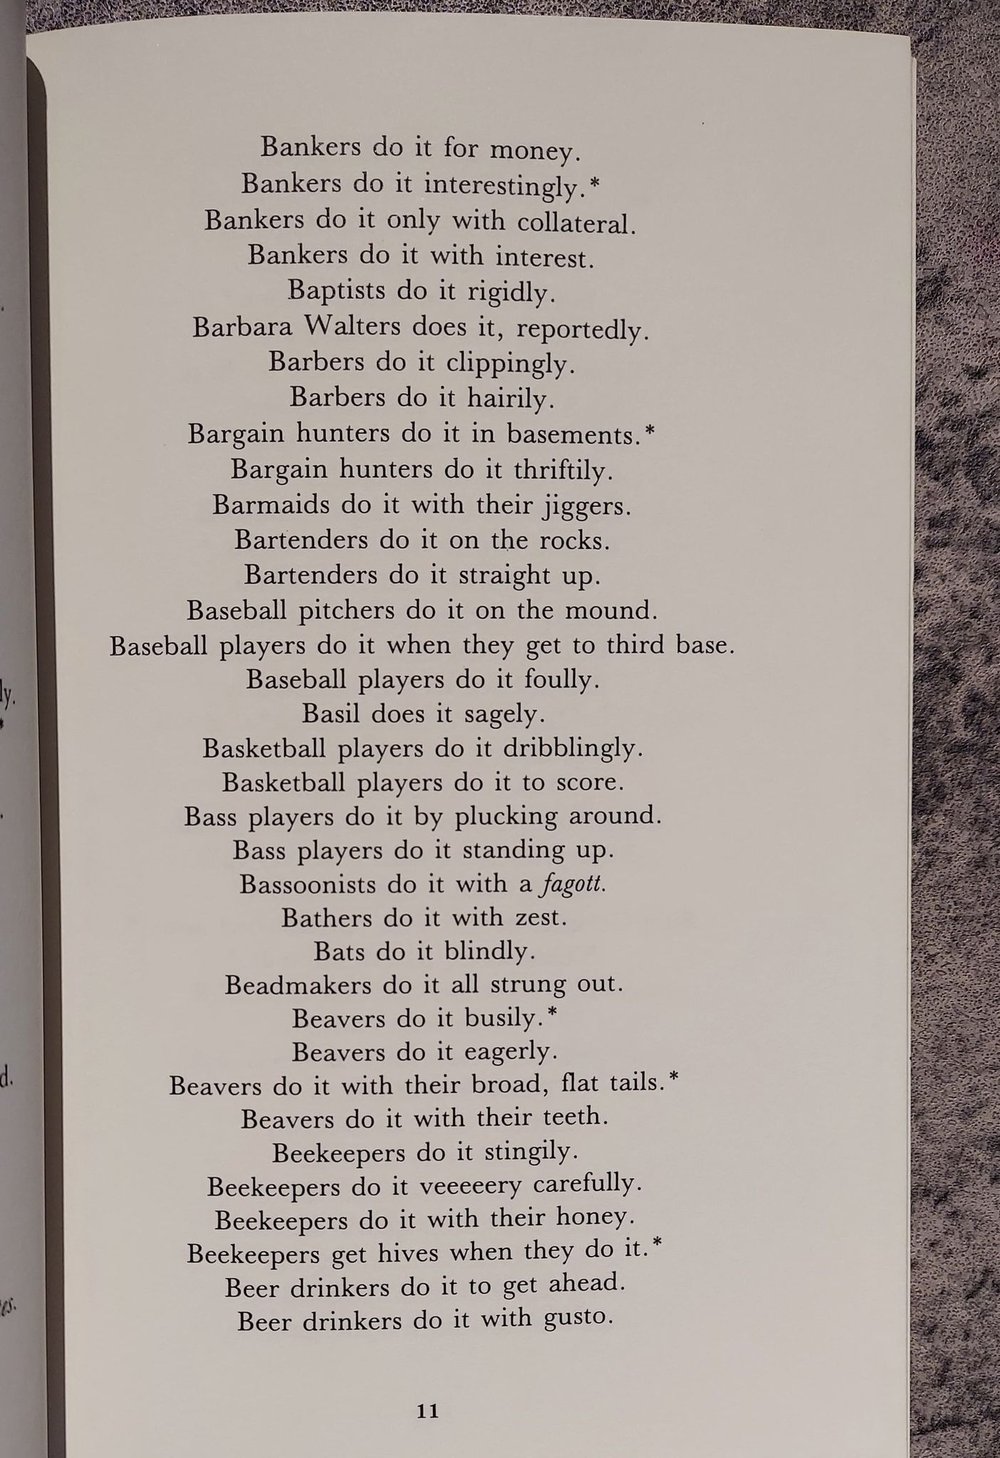 Bankers do it for money.
Bankers do it interestingly.*
Bankers do it only with collateral.
Bankers do it with interest.
Baptists do it rigidly.
Barbara Walters does it, reportedly.
Barbers do it clippingly.
Barbers do it hairily.
Bargain hunters do it in basements.*
Bargain hunters do it thriftily.
Barmaids do it with their jiggers.
Bartenders do it on the rocks.
Bartenders do it straight up.
Baseball pitchers do it on the mound.
Baseball players do it when they get to third base.
Baseball players do it foully.
Basil does it sagely.
Basketball players do it dribblingly.
Basketball players do it to score.
Bass players do it by plucking around.
Bass players do it standing up.
Bassoonists do it with a fagott.
Bathers do it with zest.
Bats do it blindly.
Beadmakers do it all strung out.
Beavers do it busily.*
Beavers do it eagerly.
Beavers do it with their broad, flat tails.*
Beavers do it with their teeth.
Beekeepers do it stingily.
Beekeepers do it veeeeery carefully.
Beekeepers do it with their honey.
Beekeepers get hives when they do it.*
Beer drinkers do it to get ahead.
Beer drinkers do it with gusto.
11